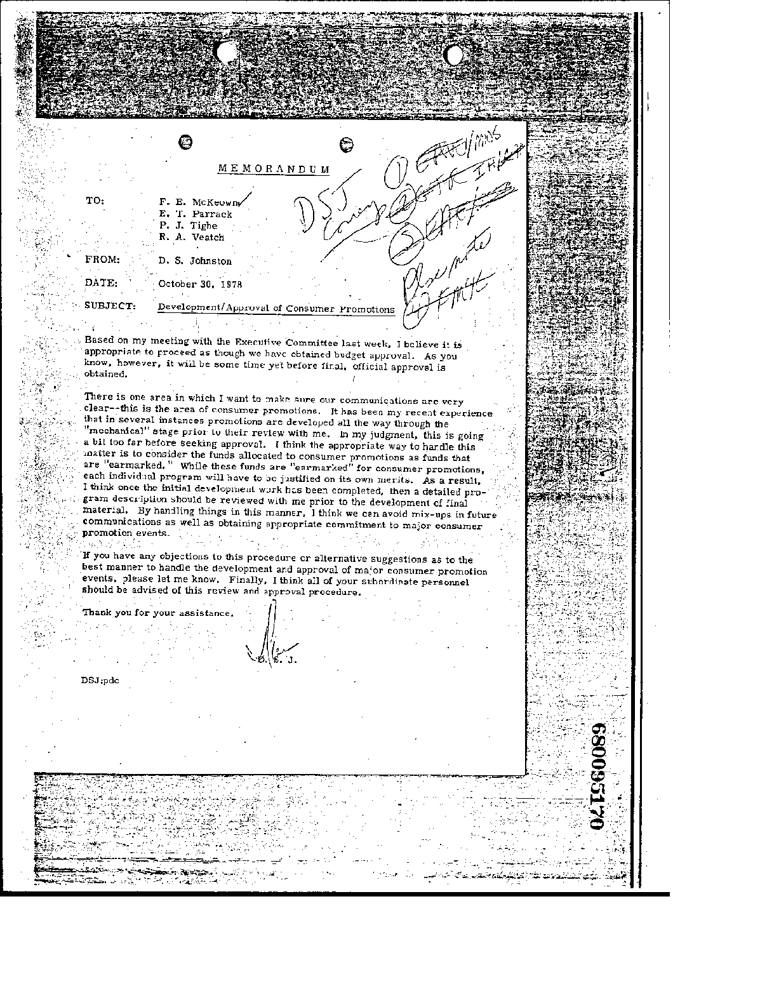 MEMORANDUM
DSJ
TO:
F. E. McKeown
E. T. Parrack
P. J. Tighe
R. A. Veatch
FROM: D. S. Johnston
DATE: October 30, 1978
SUBJECT: Development/Approval of Consumer Promotions
Please note
Based on my meeting with the Executive Committee last week, I believe it is
appropriate to proceed as though we have obtained budget approval. As you
know, however, it will be some time yet before final, official approval is
obtained.
There is one area in which I want to make sure our communications are very
clear--this is the area of consumer promotions. It has been my recent experience
that in several instances promotions are developed all the way through the
"mechanical" stage prior to their review with me. In my judgment, this is going
a bit too far before seeking approval. I think the appropriate way to handle this
matter is to consider the funds allocated to consumer promotions as funds that
are "earmarked." While these funds are "earmarked" for consumer promotions,
each individual program will have to be justified on its own merits. As a result,
I think once the initial development work has been completed, then a detailed pro-
gram description should be reviewed with me prior to the development of final
material. By handling things in this manner, I think we can avoid mix-ups in future
communications as well as obtaining appropriate commitment to major consumer
promotion events.
If you have any objections to this procedure or alternative suggestions as to the
best manner to handle the development and approval of major consumer promotion
events, please let me know. Finally, I think all of your subordinate personnel
should be advised of this review and approval procedure.
Thank you for your assistance.
D. S. J.
DSJ:pdc
680095170